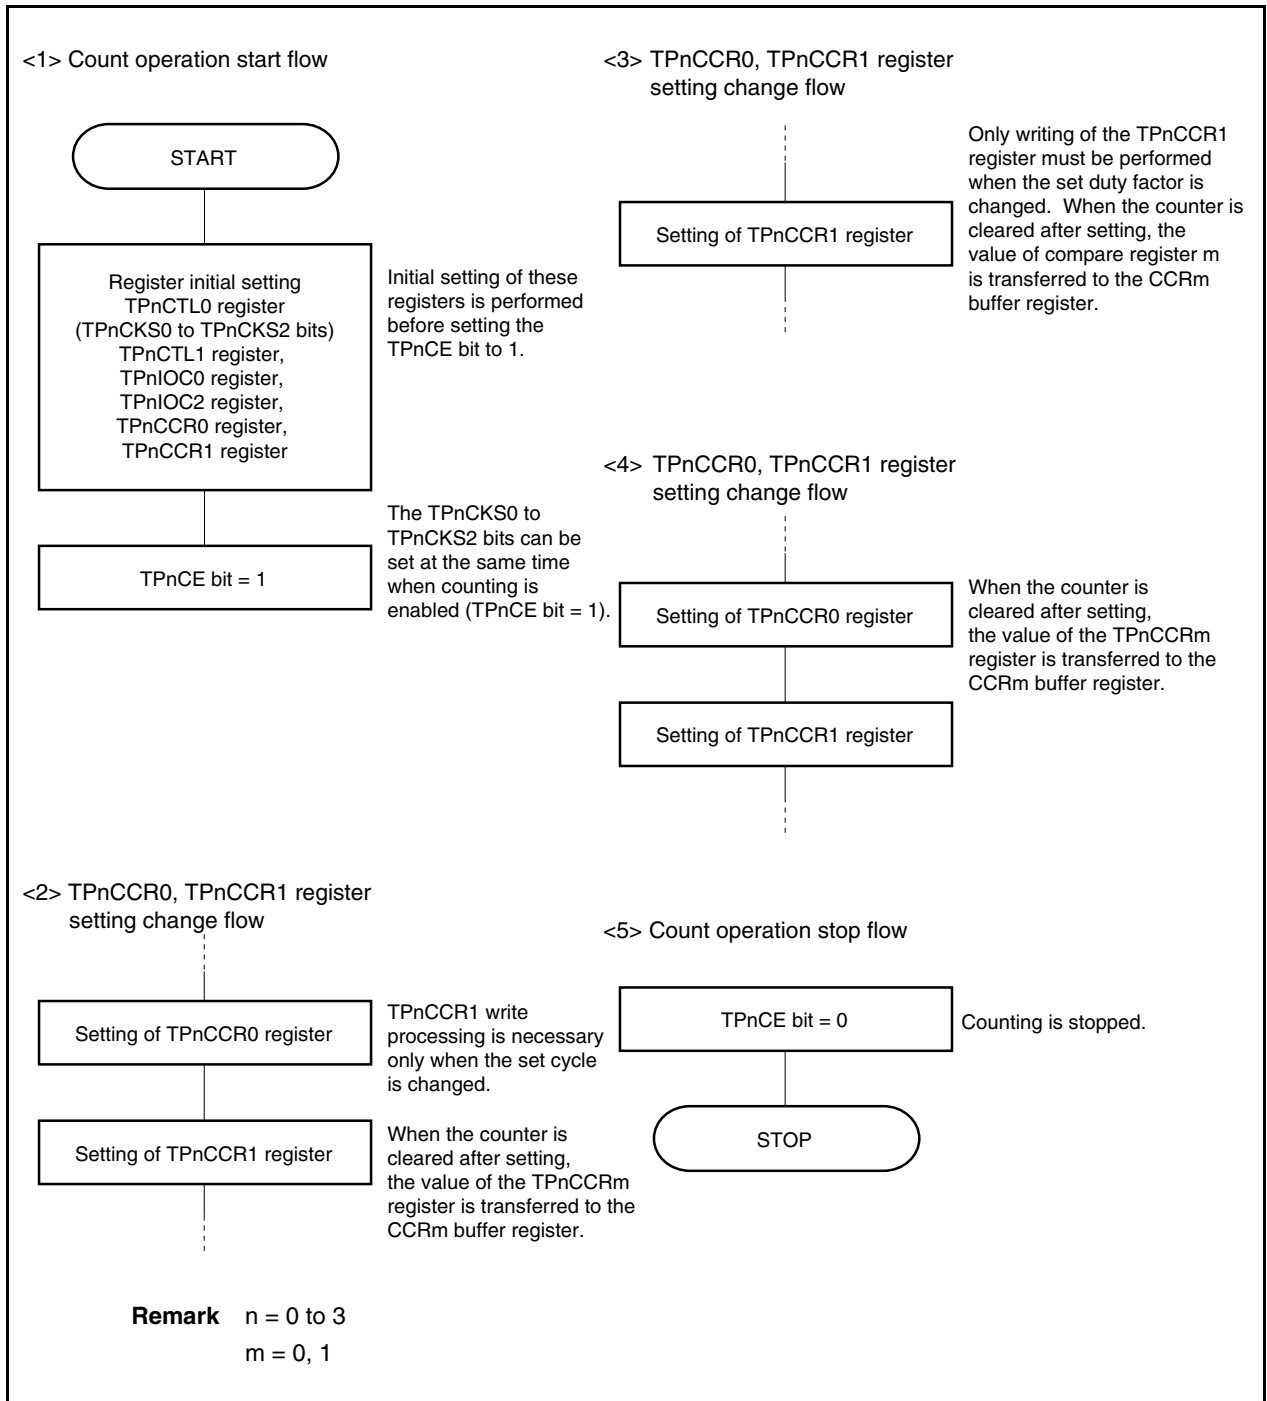 <1> Count operation start flow
START
Register initial setting
TPnCTL0 register
(TPnCKS0 to TPnCKS2 bits)
TPnCTL1 register,
TPnIOC0 register,
TPnIOC2 register,
TPnCCR0 register,
TPnCCR1 register
Initial setting of these
registers is performed
before setting the
TPnCE bit to 1.
TPnCE bit = 1
The TPnCKS0 to
TPnCKS2 bits can be
set at the same time
when counting is
enabled (TPnCE bit = 1).
<2> TPnCCR0, TPnCCR1 register
setting change flow
Setting of TPnCCR0 register
TPnCCR1 write
processing is necessary
only when the set cycle
is changed.
Setting of TPnCCR1 register
When the counter is
cleared after setting,
the value of the TPnCCRm
register is transferred to the
CCRm buffer register.
<3> TPnCCR0, TPnCCR1 register
setting change flow
Setting of TPnCCR1 register
Only writing of the TPnCCR1
register must be performed
when the set duty factor is
changed.  When the counter is
cleared after setting, the
value of compare register m
is transferred to the CCRm
buffer register.
<4> TPnCCR0, TPnCCR1 register
setting change flow
Setting of TPnCCR0 register
When the counter is
cleared after setting,
the value of the TPnCCRm
register is transferred to the
CCRm buffer register.
Setting of TPnCCR1 register
<5> Count operation stop flow
TPnCE bit = 0
Counting is stopped.
STOP
Remark n = 0 to 3
m = 0, 1